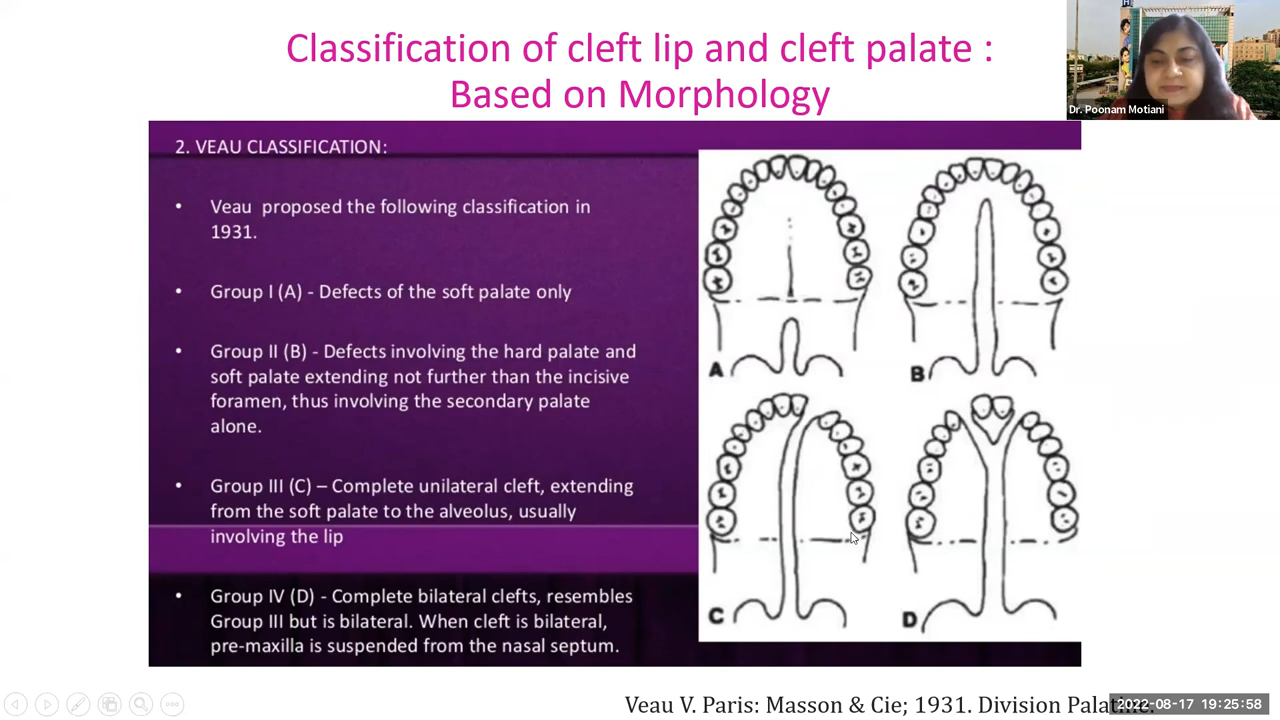 Classification of cleft lip and cleft palate :
Based on Morphology
Dr. Poonam Motiani
2. VEAU CLASSIFICATION:
• Veau proposed the following classification in
1931.
• Group I (A) - Defects of the soft palate only
• Group II (B) - Defects involving the hard palate and
soft palate extending not further than the incisive
foramen, thus involving the secondary palate
alone.
• Group III (C) – Complete unilateral cleft, extending
from the soft palate to the alveolus, usually
involving the lip
• Group IV (D) - Complete bilateral clefts, resembles
Group III but is bilateral. When cleft is bilateral,
pre-maxilla is suspended from the nasal septum.
A
B
C
D
Veau V. Paris: Masson & Cie; 1931. Division
2022-08-17 19:25:58